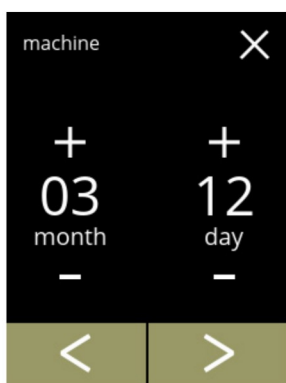 machine
+ +
03 12
month day
- -
< >